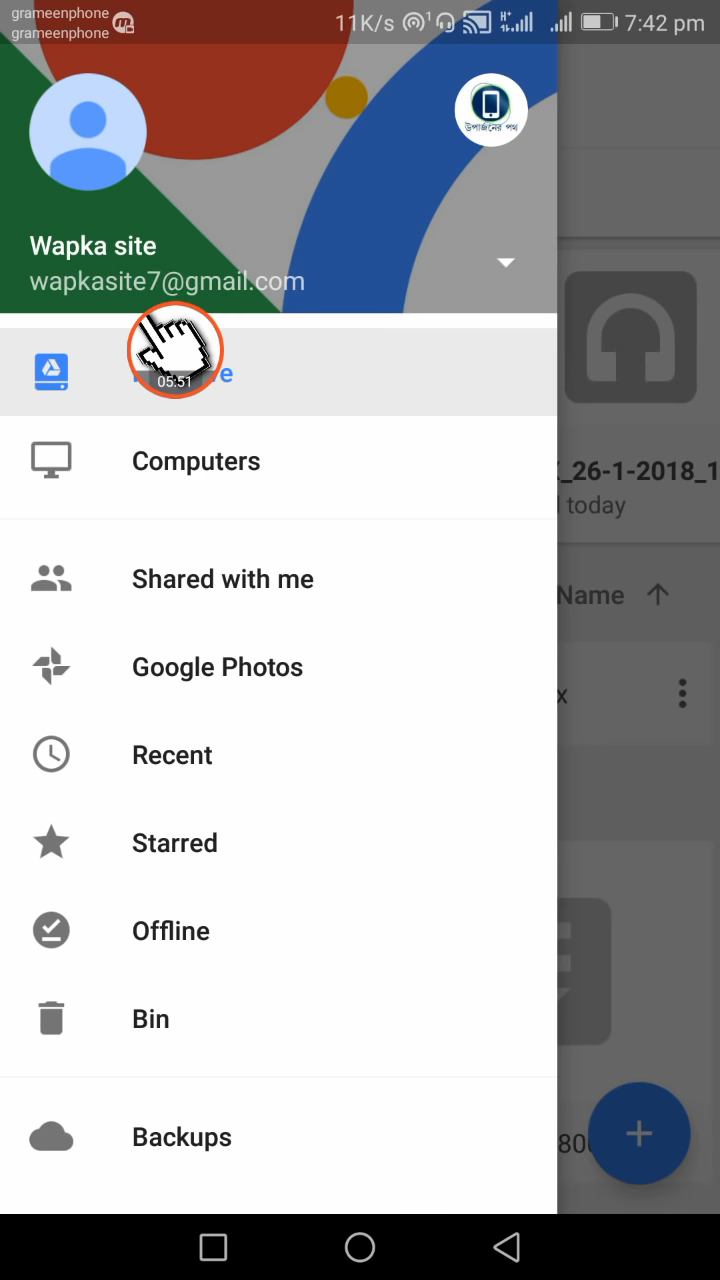 grameenphone
grameenphone
11K/s
1
H+
7:42 pm
উপার্জনের পথ
Wapka site
wapkasite7@gmail.com
05:51
Computers
_26-1-2018_1
today
Shared with me
Name
Google Photos
x
Recent
Starred
Offline
Bin
Backups
80